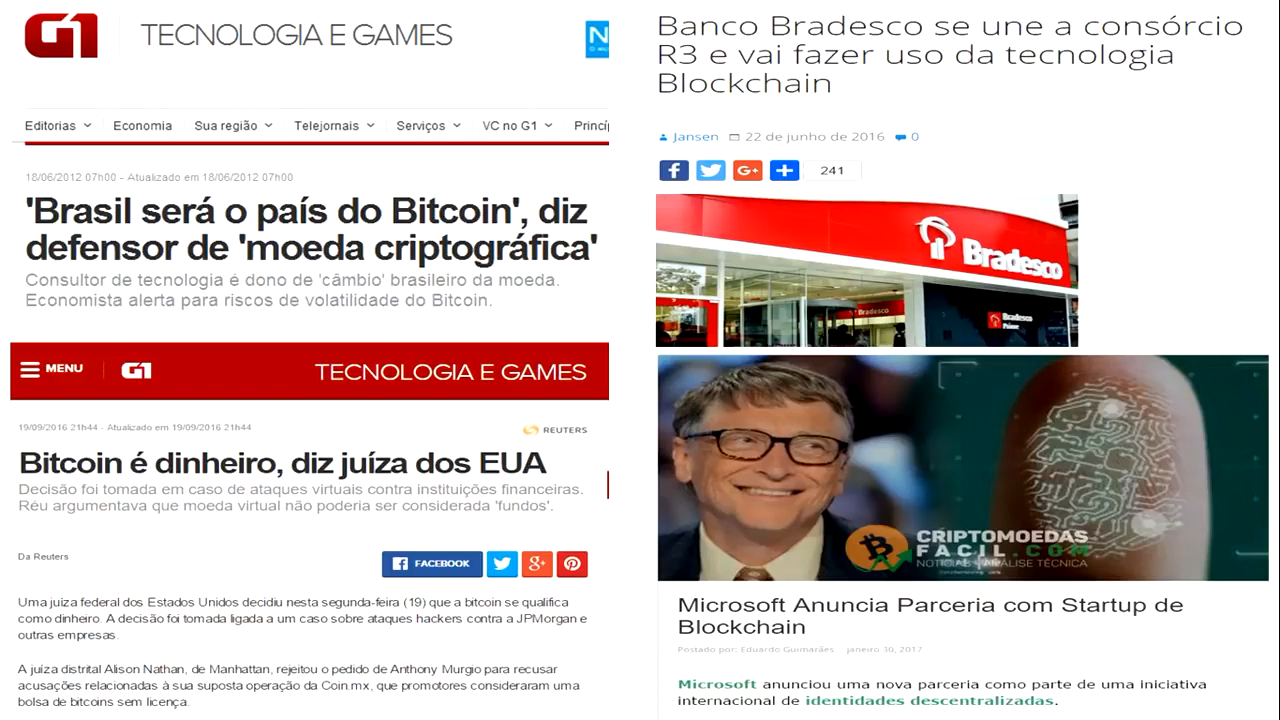 G1
TECNOLOGIA E GAMES
Editorias
Economia
Sua região
Telejornais
Serviços
VC no G1
Princí
18/06/2012 07h00 - Atualizado em 18/06/2012 07h00
'Brasil será o país do Bitcoin', diz
defensor de 'moeda criptográfica'
Consultor de tecnologia é dono de 'câmbio' brasileiro da moeda.
Economista alerta para riscos de volatilidade do Bitcoin.
MENU
G1
TECNOLOGIA E GAMES
19/09/2016 21h44 - Atualizado em 19/09/2016 21h44
REUTERS
Bitcoin é dinheiro, diz juíza dos EUA
Decisão foi tomada em caso de ataques virtuais contra instituições financeiras.
Réu argumentava que moeda virtual não poderia ser considerada 'fundos'.
Da Reuters
FACEBOOK
Uma juíza federal dos Estados Unidos decidiu nesta segunda-feira (19) que a bitcoin se qualifica
como dinheiro. A decisão foi tomada ligada a um caso sobre ataques hackers contra a JPMorgan e
outras empresas.
A juíza distrital Alison Nathan, de Manhattan, rejeitou o pedido de Anthony Murgio para recusar
acusações relacionadas à sua suposta operação da Coin.mx, que promotores consideraram uma
bolsa de bitcoins sem licença.
Banco Bradesco se une a consórcio
R3 e vai fazer uso da tecnologia
Blockchain
Jansen 22 de junho de 2016 0
241
Bradesco
Bradesco
Bradesco
Prime
CRIPTOMOEDAS
FACIL.COM
NOTÍCIAS E ANÁLISE TÉCNICA
Microsoft Anuncia Parceria com Startup de
Blockchain
Postado por: Eduardo Guimarães janeiro 30, 2017
Microsoft anunciou uma nova parceria como parte de uma iniciativa
internacional de identidades descentralizadas.